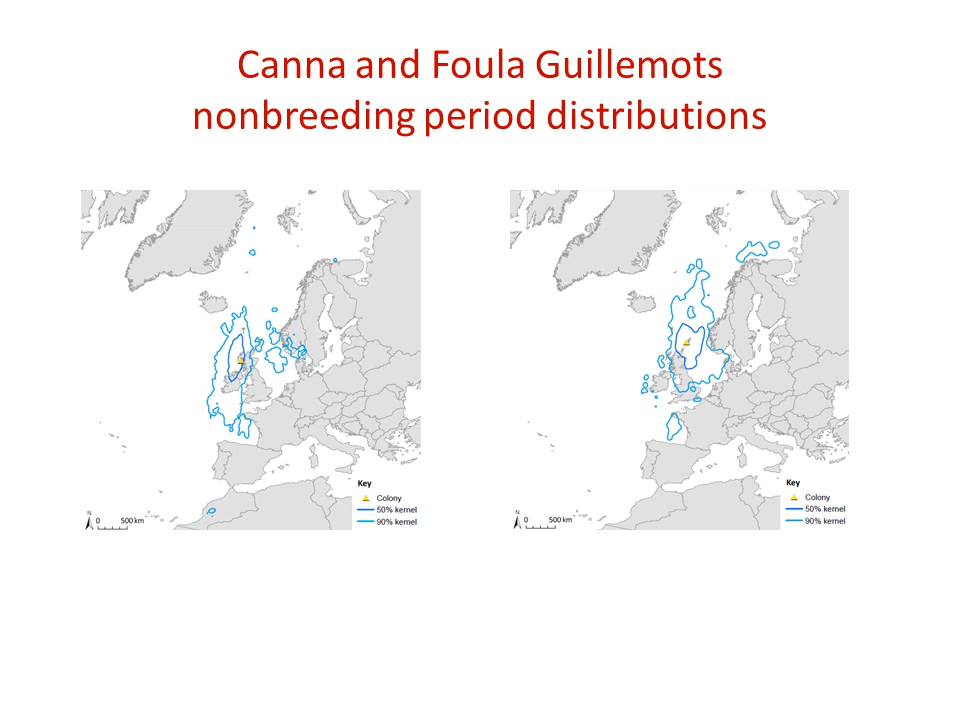 Canna and Foula Guillemots
nonbreeding period distributions
Key
Colony
50% kernel
90% kernel
N
0 500 km
Key
Colony
50% kernel
90% kernel
N
0 500 km